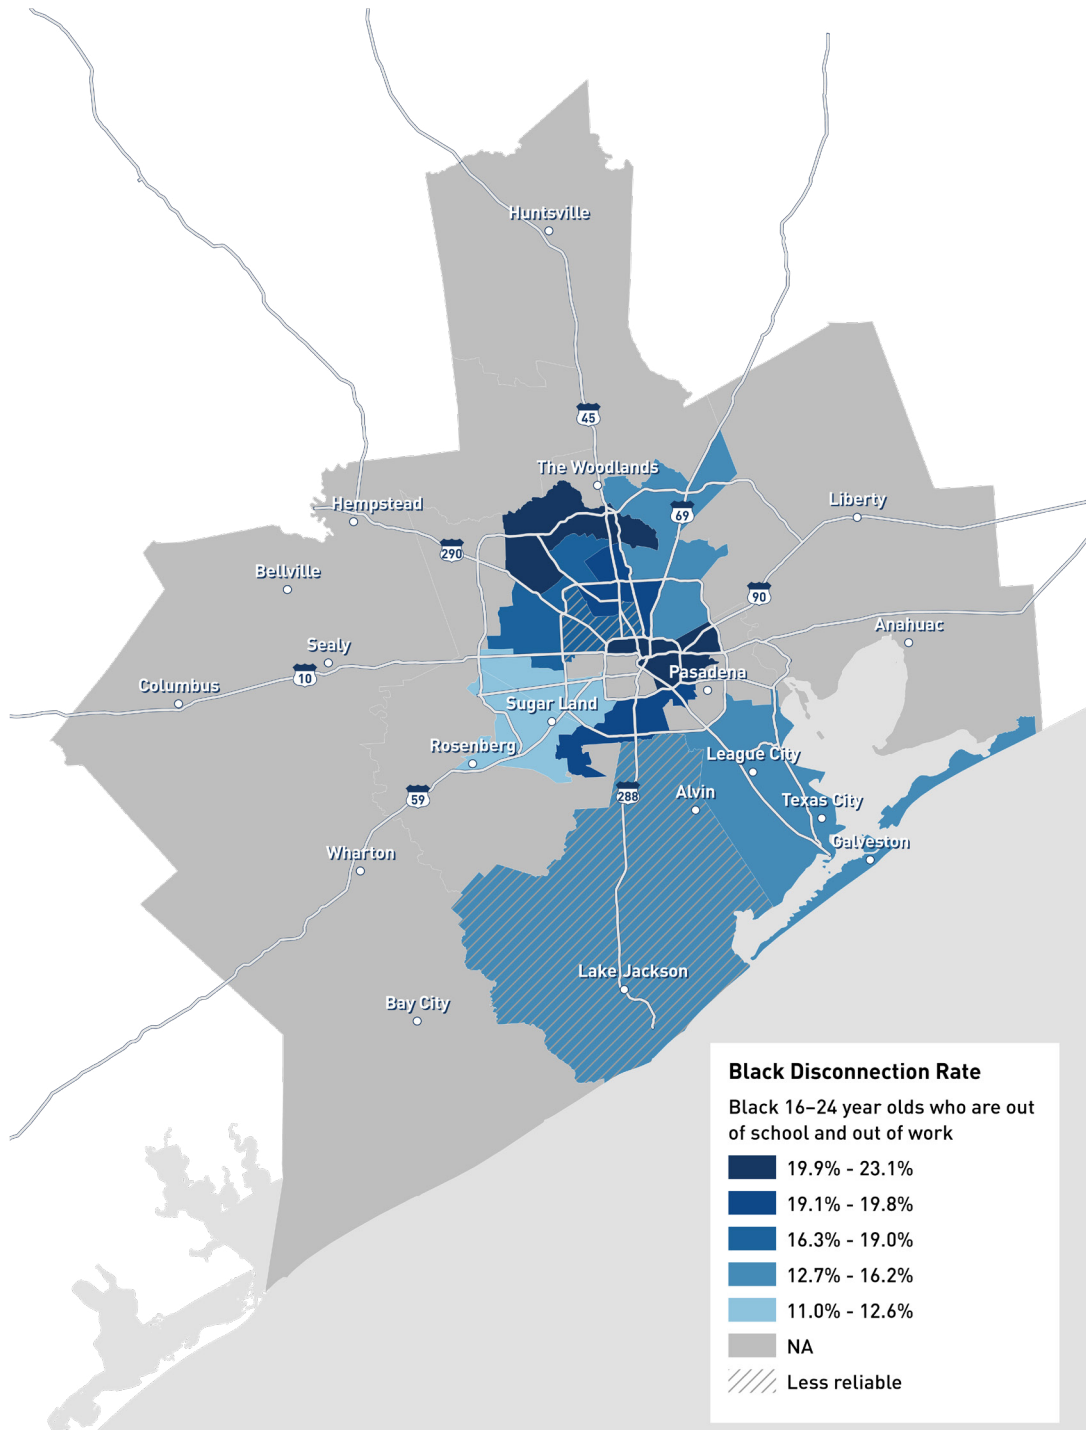 Huntsville
45
The Woodlands
Hempstead
69
Liberty
290
Bellville
90
Anahuac
Sealy
10
Columbus
Pasadena
Sugar Land
Rosenberg
League City
59
288
Alvin
Texas City
Wharton
Galveston
Lake Jackson
Bay City
Black Disconnection Rate
Black 16–24 year olds who are out
of school and out of work
19.9% - 23.1%
19.1% - 19.8%
16.3% - 19.0%
12.7% - 16.2%
11.0% - 12.6%
NA
Less reliable